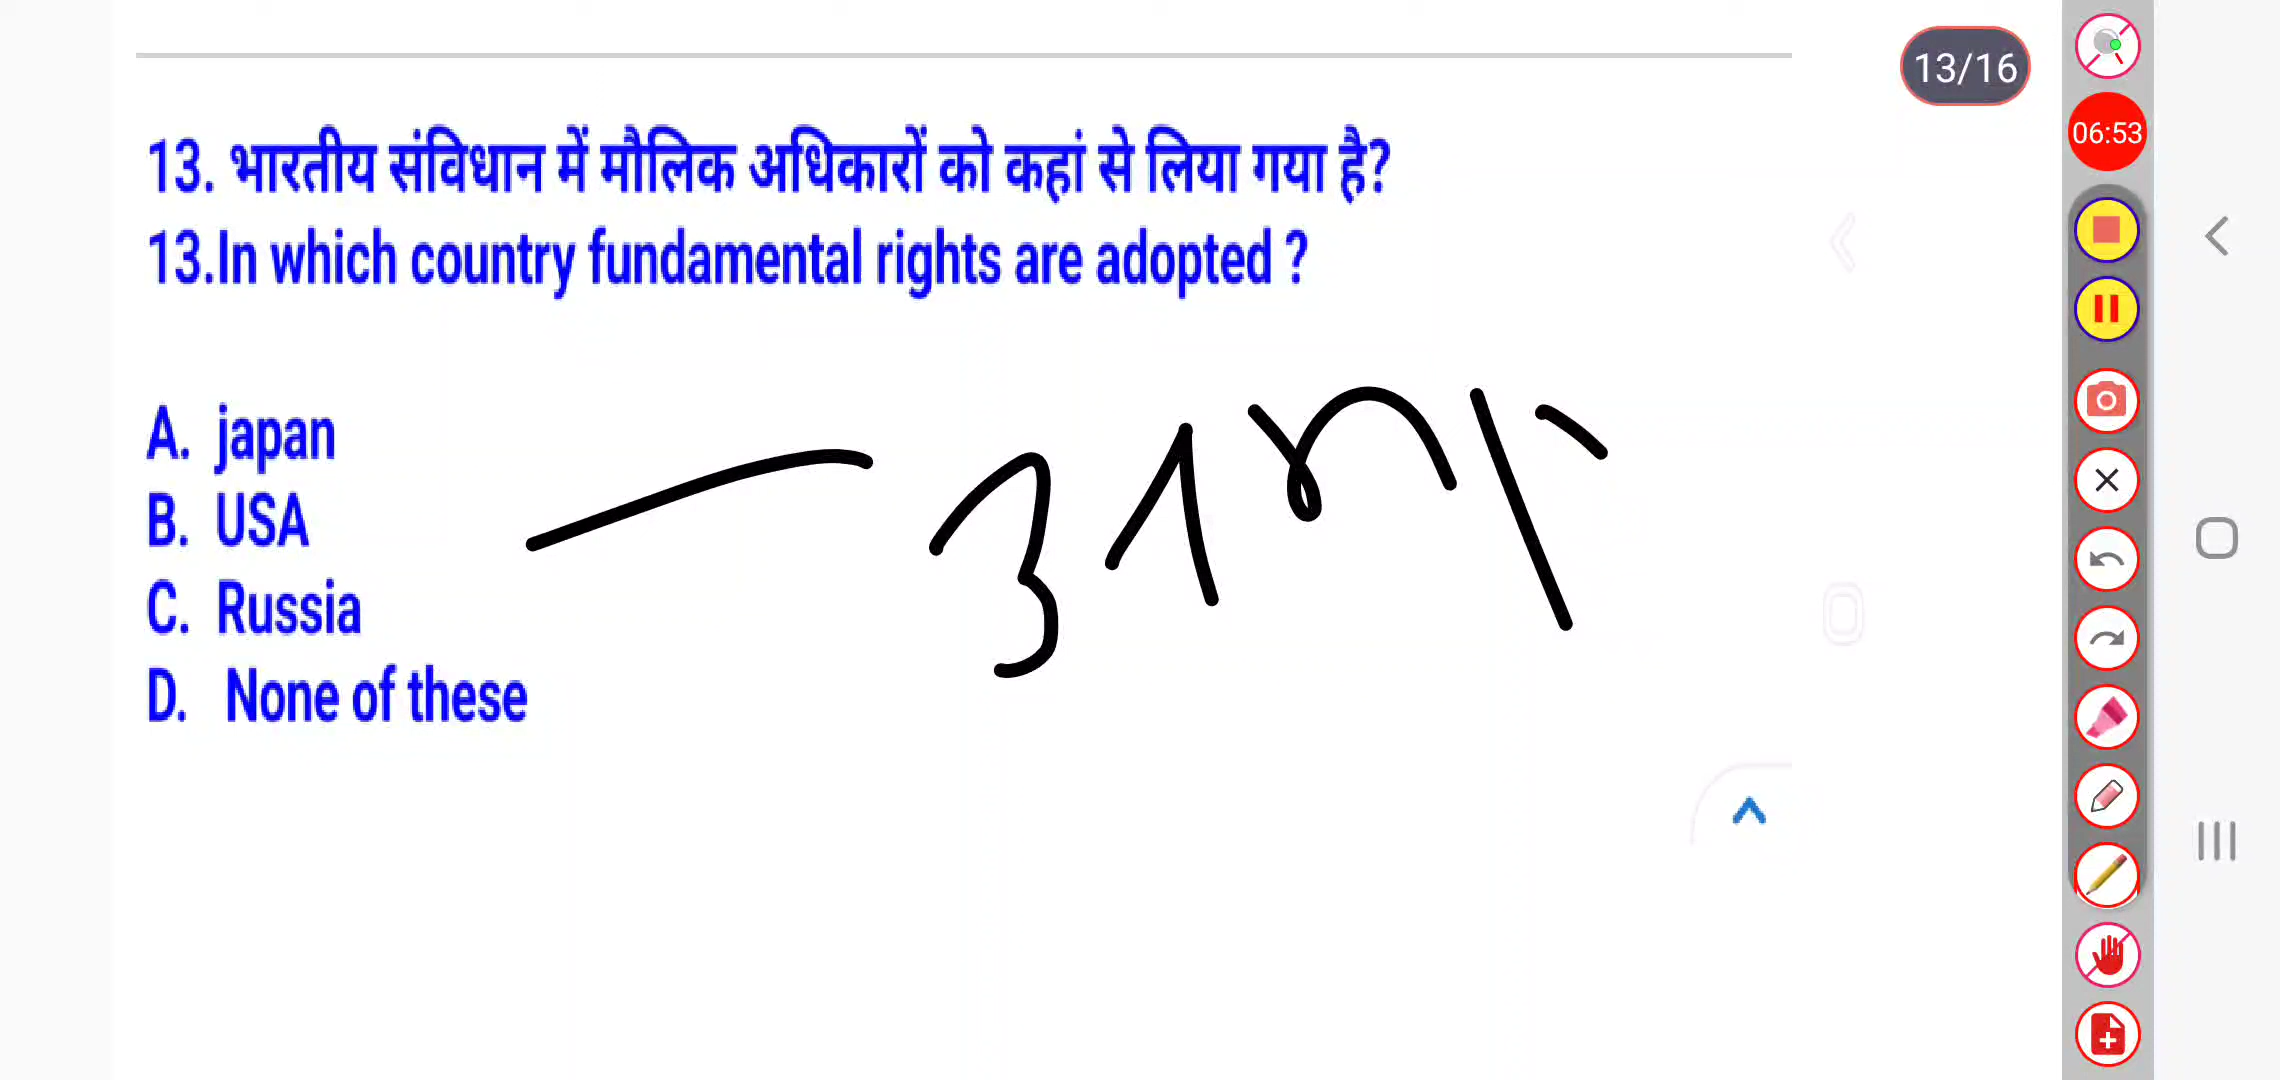 13/16
06:53
13. भारतीय संविधान में मौलिक अधिकारों को कहां से लिया गया है?
13.In which country fundamental rights are adopted ?
A. japan
B. USA
C. Russia
D. None of these